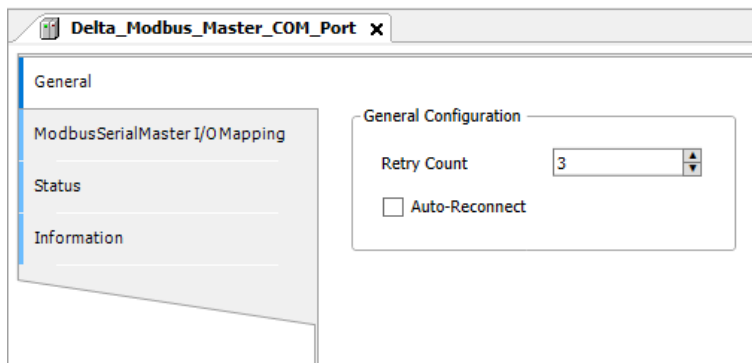 Delta_Modbus_Master_COM_Port x
General
ModbusSerialMaster I/O Mapping
Status
Information
General Configuration
Retry Count 3
Auto-Reconnect